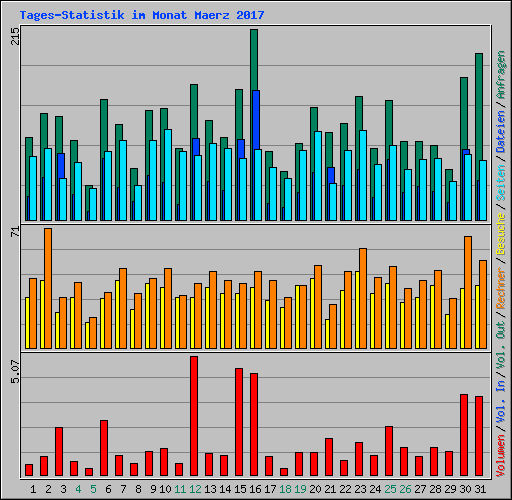 Tages-Statistik im Monat Maerz 2017
215
71
5.07
Volumen / Vol. In / Vol. Out / Rechner / Besuche / Seiten / Dateien / Anfragen
1 2 3 4 5 6 7 8 9 10 11 12 13 14 15 16 17 18 19 20 21 22 23 24 25 26 27 28 29 30 31